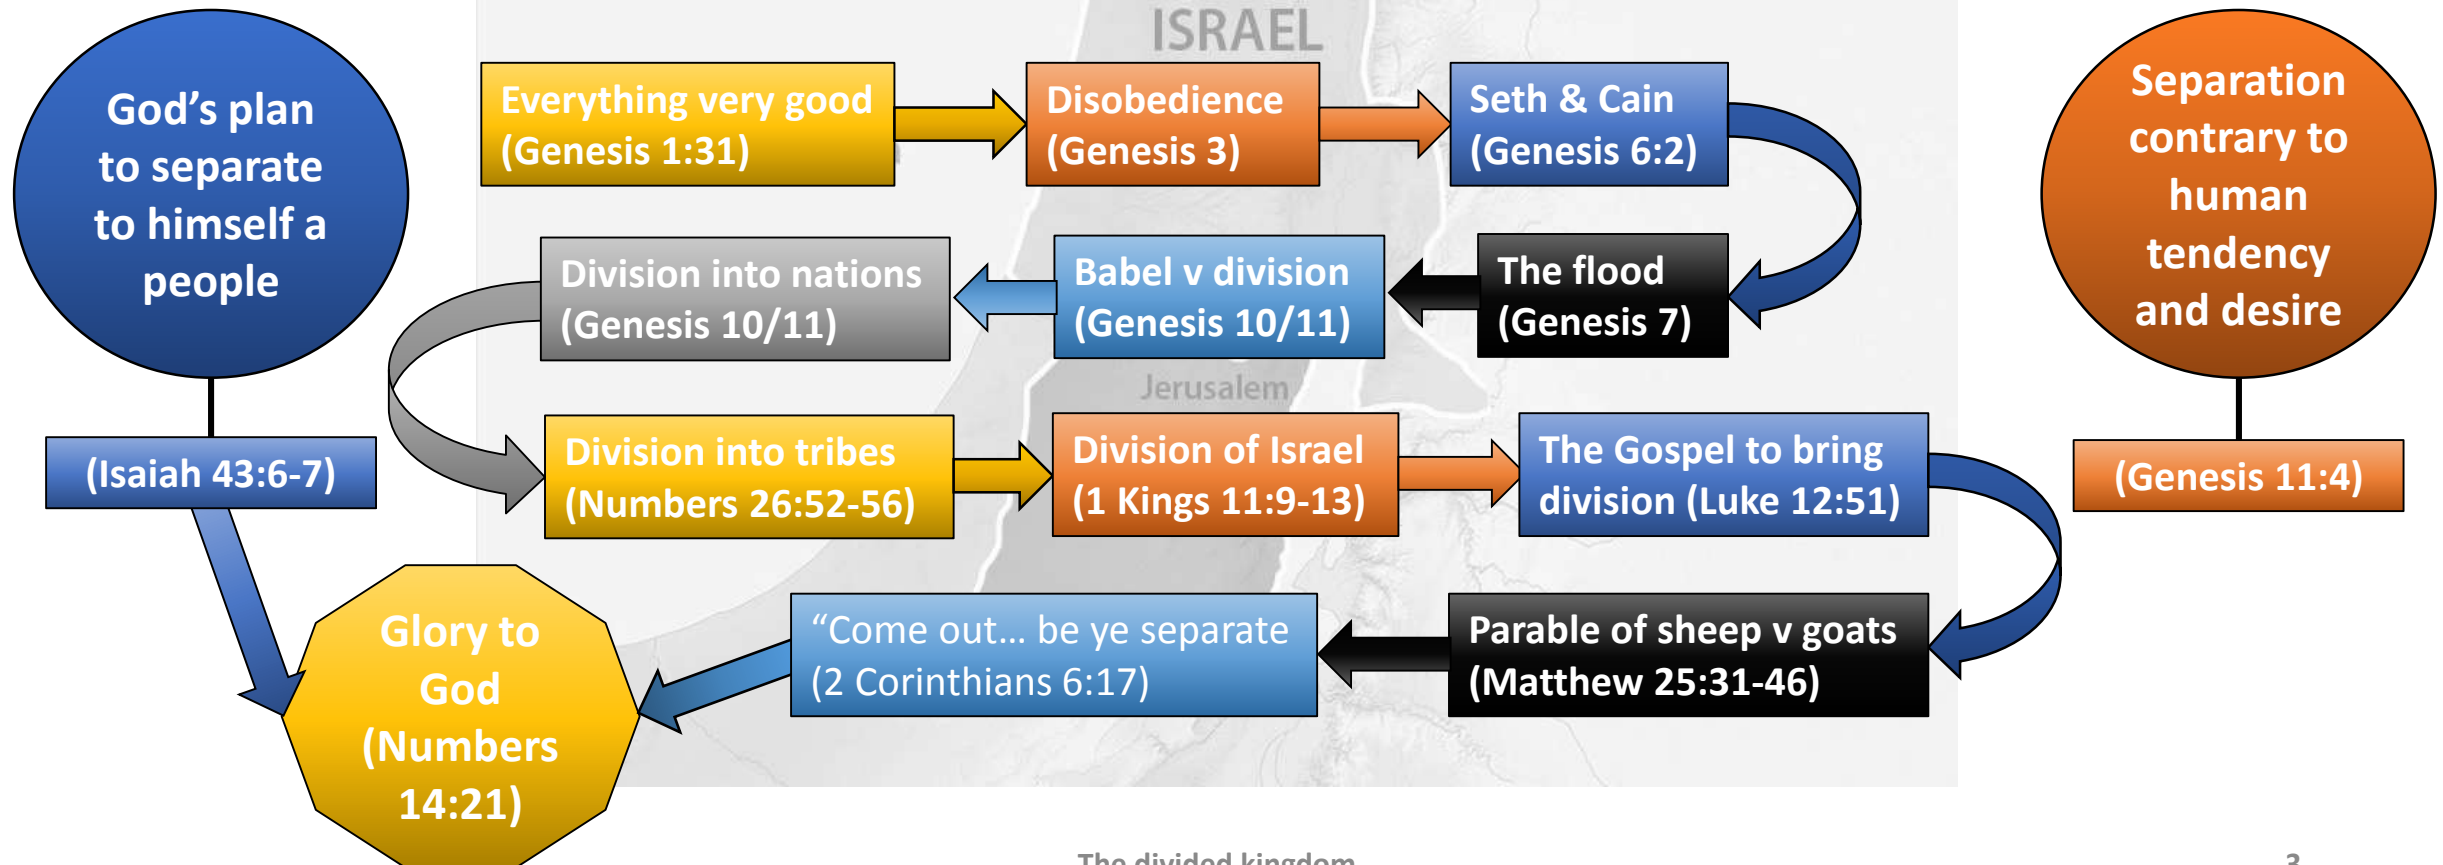 ISRAEL
God’s plan
to separate
to himself a
people
(Isaiah 43:6-7)
Everything very good
(Genesis 1:31)
Disobedience
(Genesis 3)
Seth & Cain
(Genesis 6:2)
The flood
(Genesis 7)
Babel v division
(Genesis 10/11)
Division into nations
(Genesis 10/11)
Jerusalem
Division into tribes
(Numbers 26:52-56)
Division of Israel
(1 Kings 11:9-13)
The Gospel to bring
division (Luke 12:51)
Parable of sheep v goats
(Matthew 25:31-46)
“Come out… be ye separate
(2 Corinthians 6:17)
Glory to
God
(Numbers
14:21)
Separation
contrary to
human
tendency
and desire
(Genesis 11:4)
The divided kingdom
3